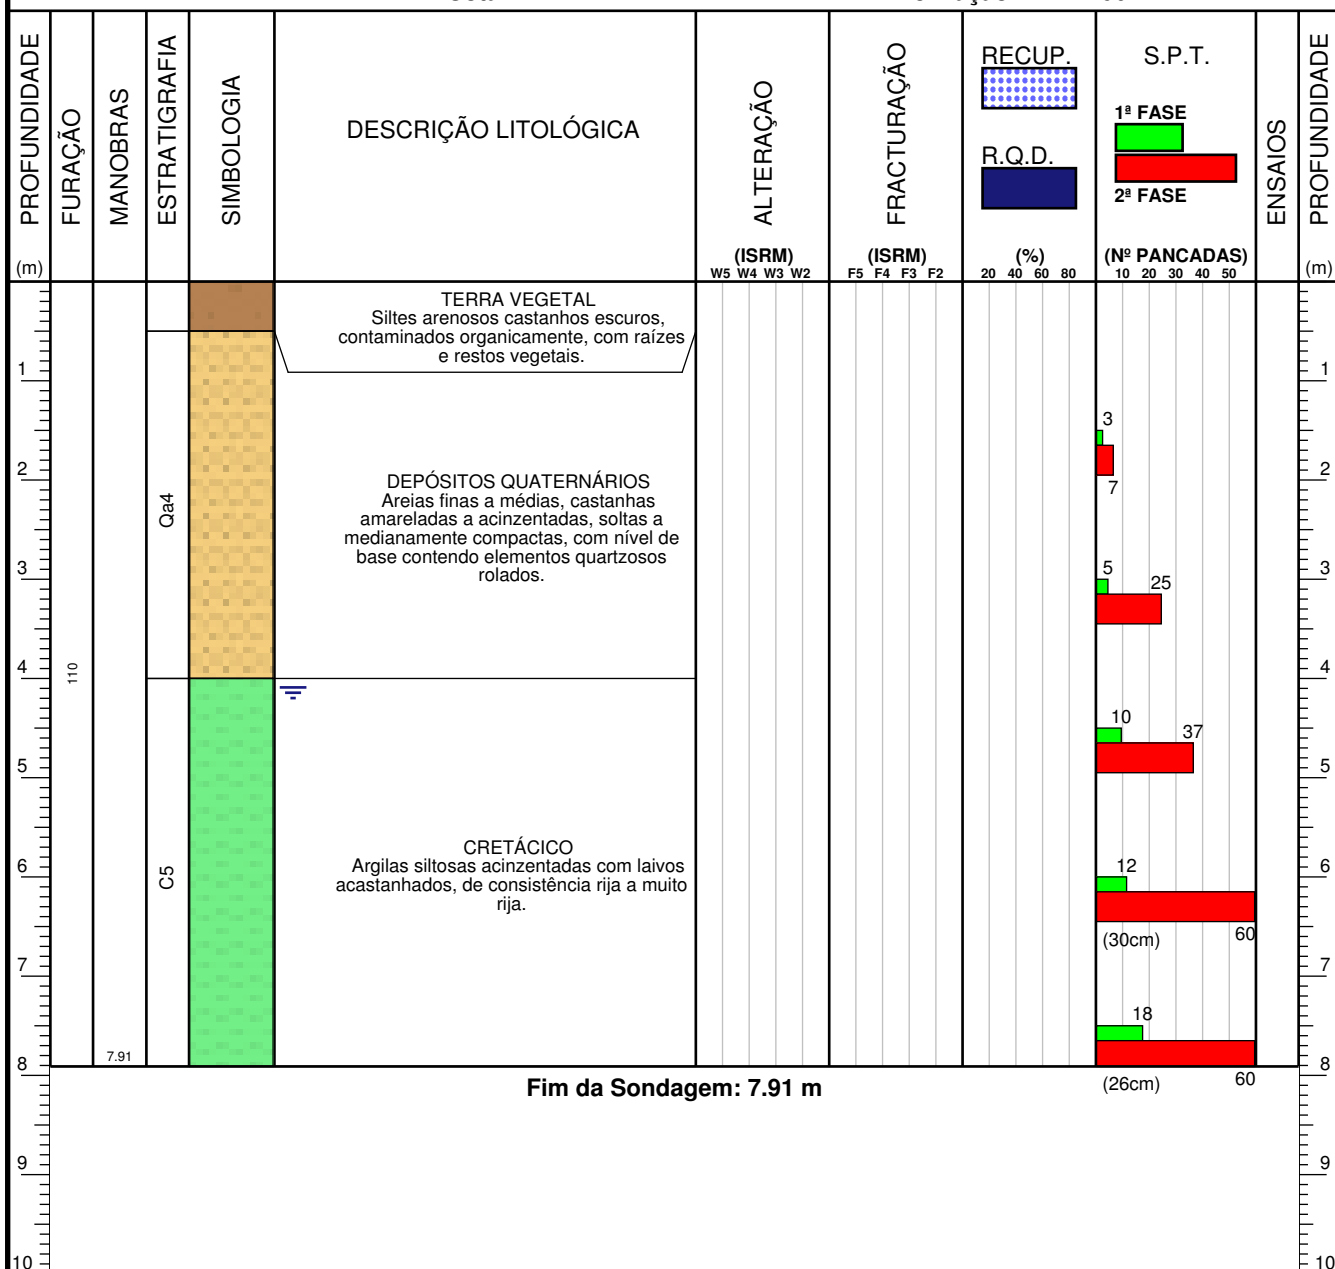 PROFUNDIDADE
(m)
FURAÇÃO
MANOBRAS
ESTRATIGRAFIA
SIMBOLOGIA
DESCRIÇÃO LITOLÓGICA
ALTERAÇÃO
(ISRM)
W5 W4 W3 W2
FRACTURAÇÃO
(ISRM)
F5 F4 F3 F2
RECUP.
R.Q.D.
(%)
20 40 60 80
S.P.T.
1ª FASE
2ª FASE
(Nº PANCADAS)
10 20 30 40 50
ENSAIOS
PROFUNDIDADE
(m)
TERRA VEGETAL
Siltes arenosos castanhos escuros,
contaminados organicamente, com raízes
e restos vegetais.
1 1
3
2 2
7
Qa4
DEPÓSITOS QUATERNÁRIOS
Areias finas a médias, castanhas
amareladas a acinzentadas, soltas a
medianamente compactas, com nível de
base contendo elementos quartzosos
rolados.
3 3
5 25
4 4
110
10 37
5 5
C5
CRETÁCICO
Argilas siltosas acinzentadas com laivos
acastanhados, de consistência rija a muito
rija.
6 6
12
(30cm) 60
7 7
18
7.91
8 8
(26cm) 60
Fim da Sondagem: 7.91 m
9 9
10 10